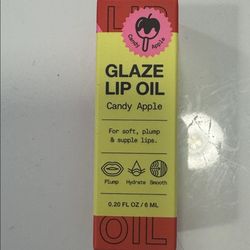 LIP
Candy Apple
GLAZE
LIP OIL
Candy Apple
For soft, plump
& supple lips.
Plump Hydrate Smooth
0.20 FL OZ / 6 ML
OIL